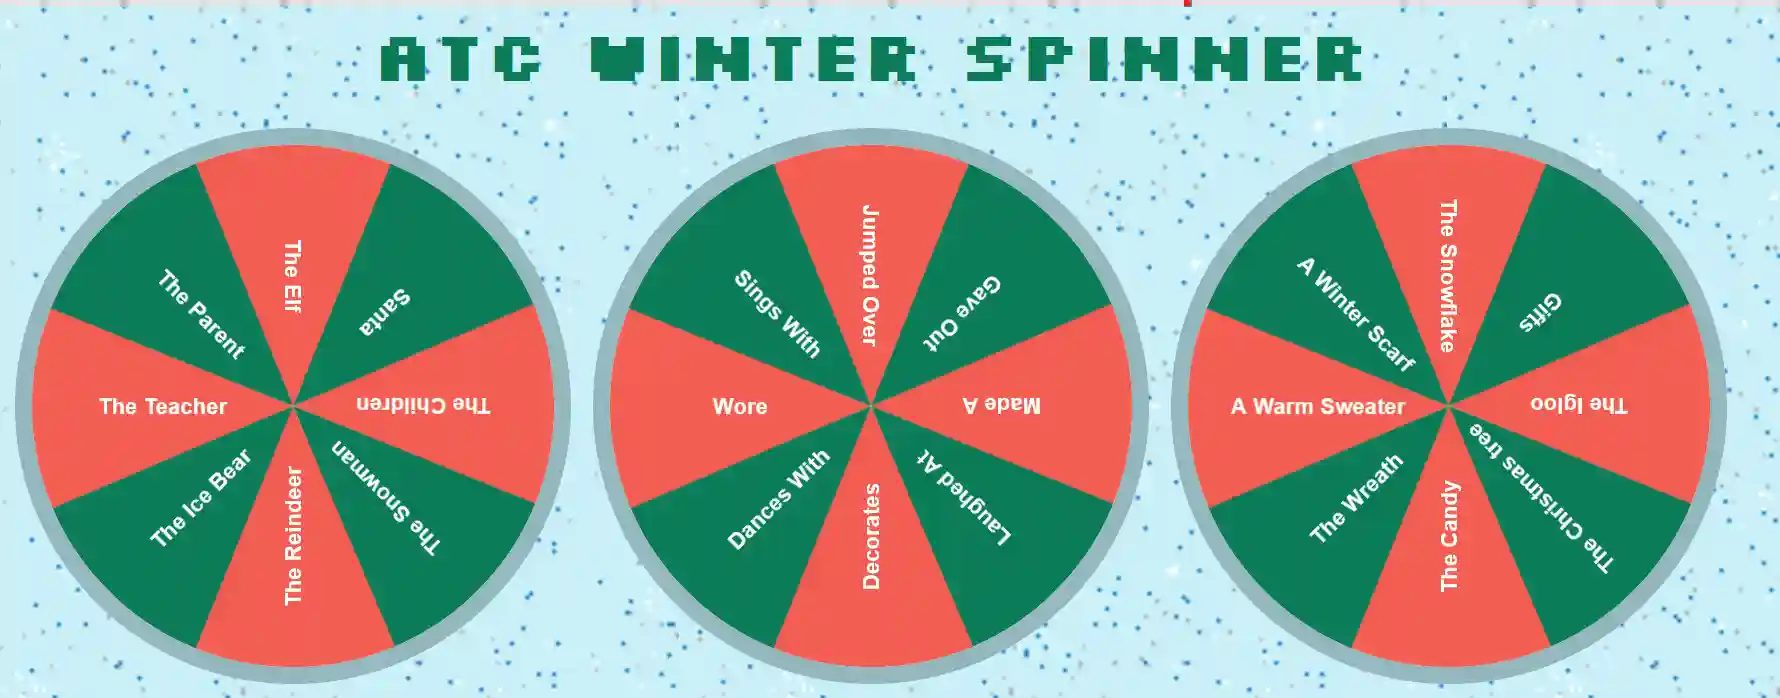 ATC WINTER SPINNER
The Elf
Santa
The Children
The Snowman
The Reindeer
The Ice Bear
The Teacher
The Parent
Jumped Over
Gave Out
Made A
Laughed At
Decorates
Dances With
Wore
Sings With
The Snowflake
Gifts
The Igloo
The Christmas tree
The Candy
The Wreath
A Warm Sweater
A Winter Scarf